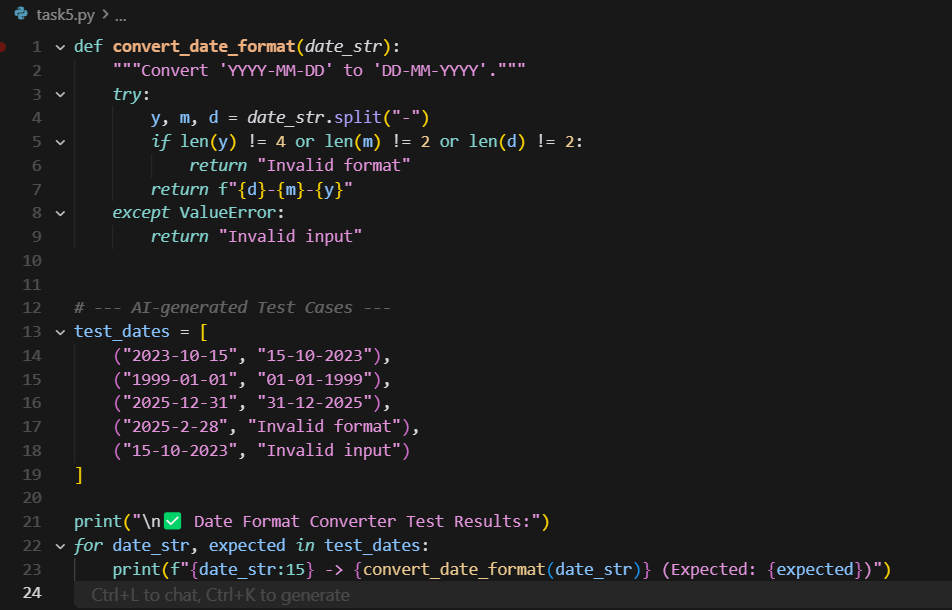 task5.py > ...
1 def convert_date_format(date_str):
2     """Convert 'YYYY-MM-DD' to 'DD-MM-YYYY'."""
3     try:
4         y, m, d = date_str.split("-")
5         if len(y) != 4 or len(m) != 2 or len(d) != 2:
6             return "Invalid format"
7         return f"{d}-{m}-{y}"
8     except ValueError:
9         return "Invalid input"
10
11
12 # --- AI-generated Test Cases ---
13 test_dates = [
14     ("2023-10-15", "15-10-2023"),
15     ("1999-01-01", "01-01-1999"),
16     ("2025-12-31", "31-12-2025"),
17     ("2025-2-28", "Invalid format"),
18     ("15-10-2023", "Invalid input")
19 ]
20
21 print("\n✅ Date Format Converter Test Results:")
22 for date_str, expected in test_dates:
23     print(f"{date_str:15} -> {convert_date_format(date_str)} (Expected: {expected})")
24 Ctrl+L to chat, Ctrl+K to generate